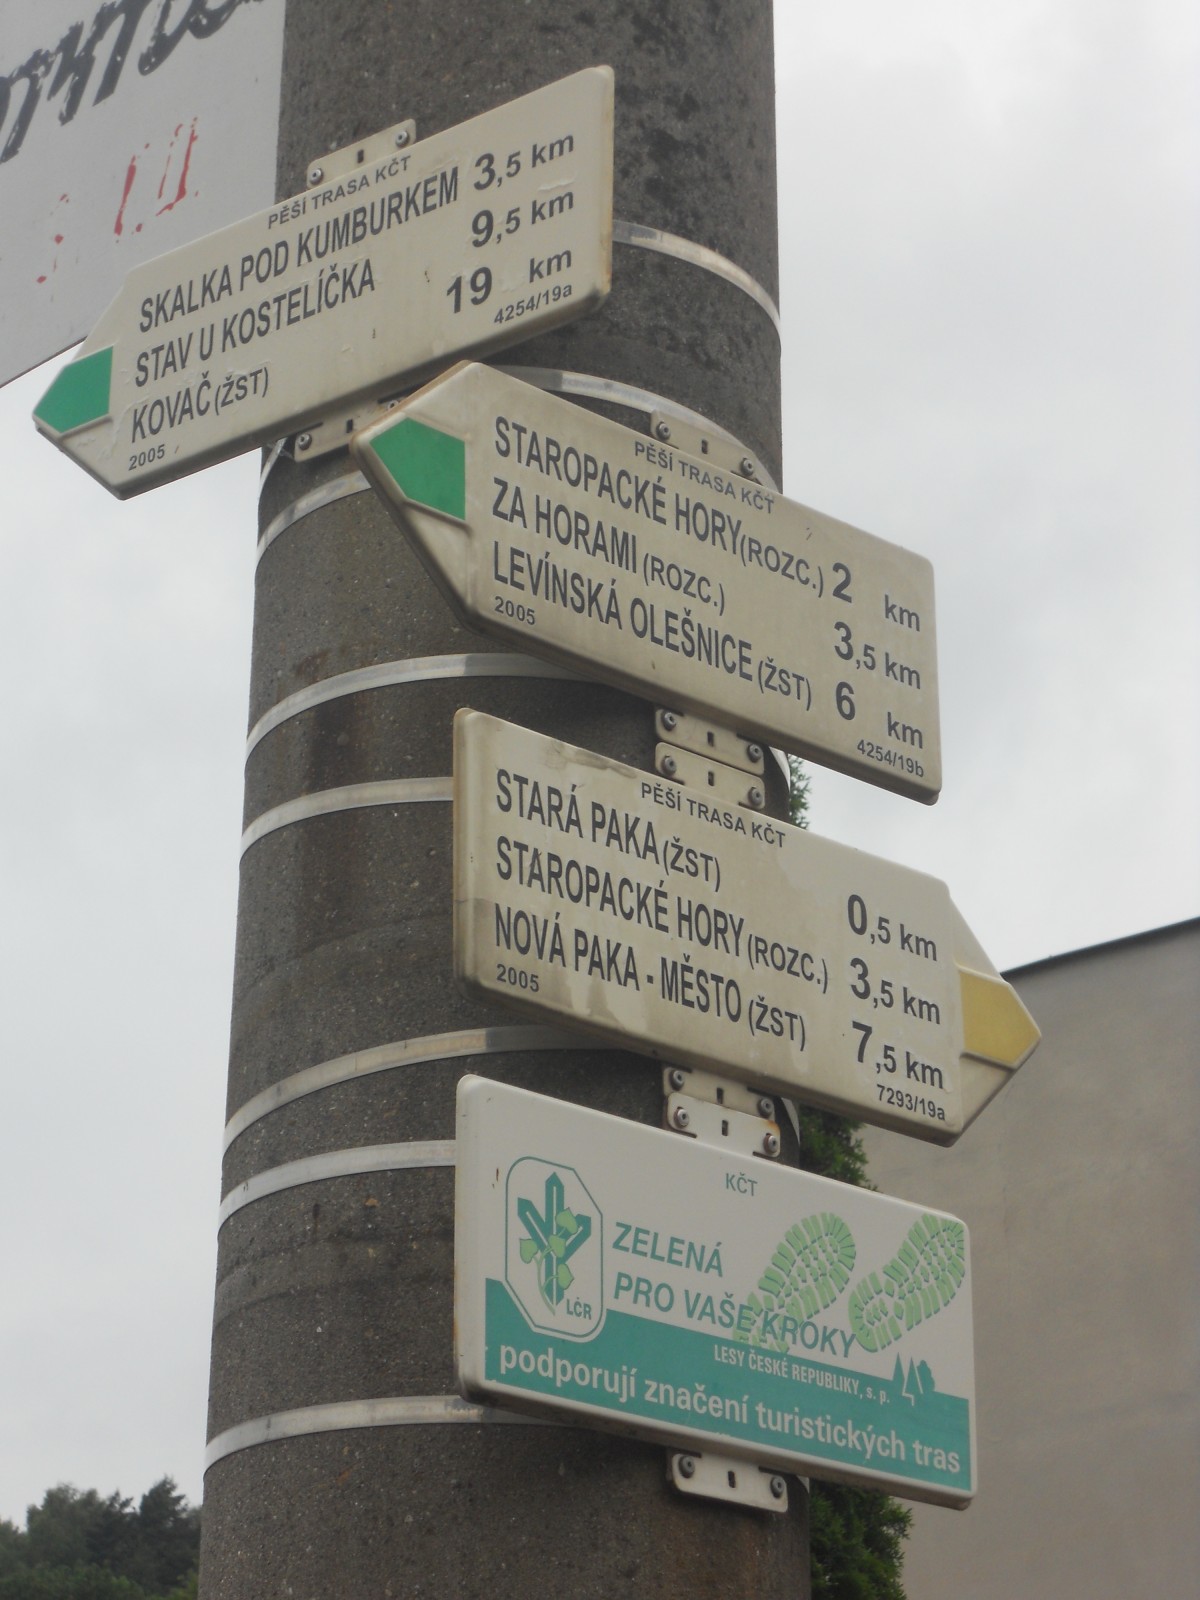 PĚŠÍ TRASA KČT
SKALKA POD KUMBURKEM 3,5 km
STAV U KOSTELÍČKA 9,5 km
KOVAČ (ŽST) 19 km
2005 4254/19a
PĚŠÍ TRASA KČT
STAROPACKÉ HORY (ROZC.) 2 km
ZA HORAMI (ROZC.) 3,5 km
LEVÍNSKÁ OLEŠNICE (ŽST) 6 km
2005 4254/19b
PĚŠÍ TRASA KČT
STARÁ PAKA (ŽST) 0,5 km
STAROPACKÉ HORY (ROZC.) 3,5 km
NOVÁ PAKA - MĚSTO (ŽST) 7,5 km
2005 7293/19a
KČT
ZELENÁ
PRO VAŠE KROKY
LČR
LESY ČESKÉ REPUBLIKY, s. p.
podporují značení turistických tras